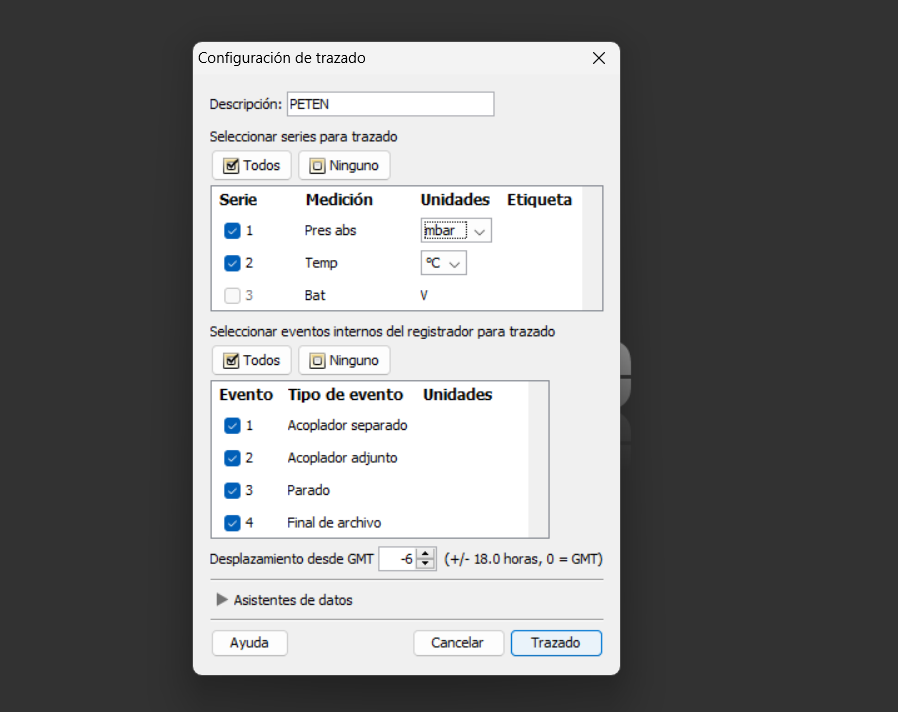 Configuración de trazado
Descripción: PETEN
Seleccionar series para trazado
Todos Ninguno
Serie Medición Unidades Etiqueta
1 Pres abs mbar
2 Temp °C
3 Bat V
Seleccionar eventos internos del registrador para trazado
Todos Ninguno
Evento Tipo de evento Unidades
1 Acoplador separado
2 Acoplador adjunto
3 Parado
4 Final de archivo
Desplazamiento desde GMT -6 (+/- 18.0 horas, 0 = GMT)
Asistentes de datos
Ayuda Cancelar Trazado